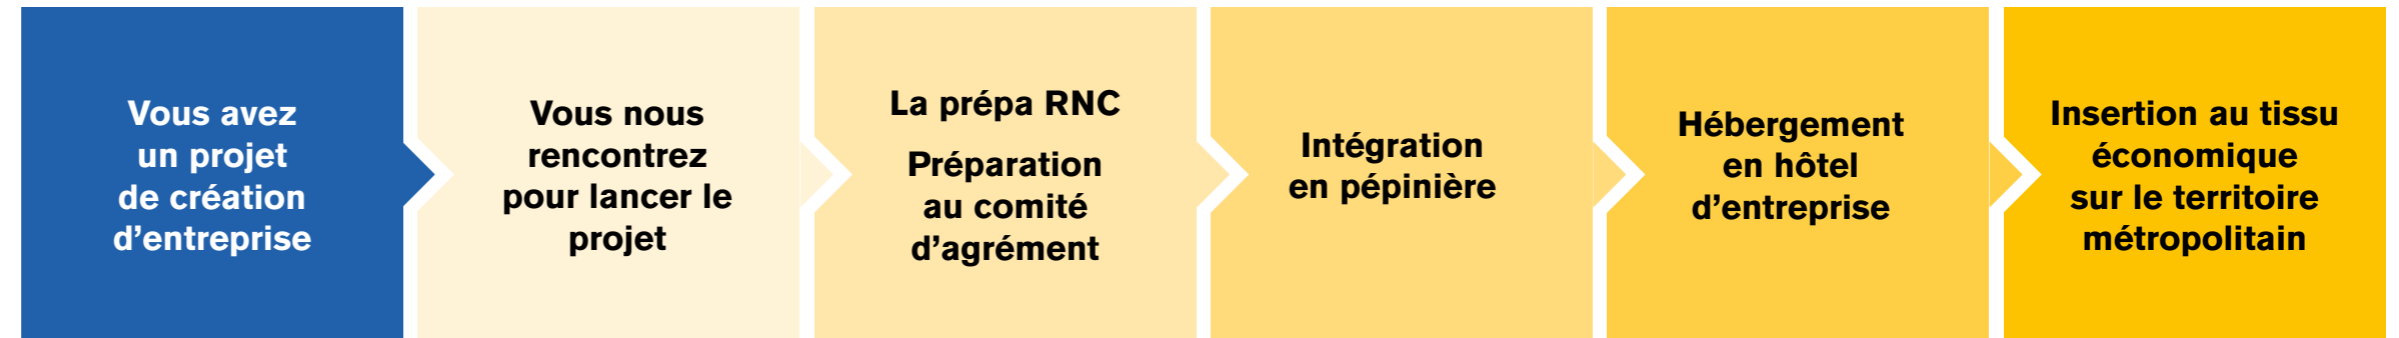 Vous avez
un projet
de création
d’entreprise
Vous nous
rencontrez
pour lancer le
projet
La prépa RNC
Préparation
au comité
d’agrément
Intégration
en pépinière
Hébergement
en hôtel
d’entreprise
Insertion au tissu
économique
sur le territoire
métropolitain